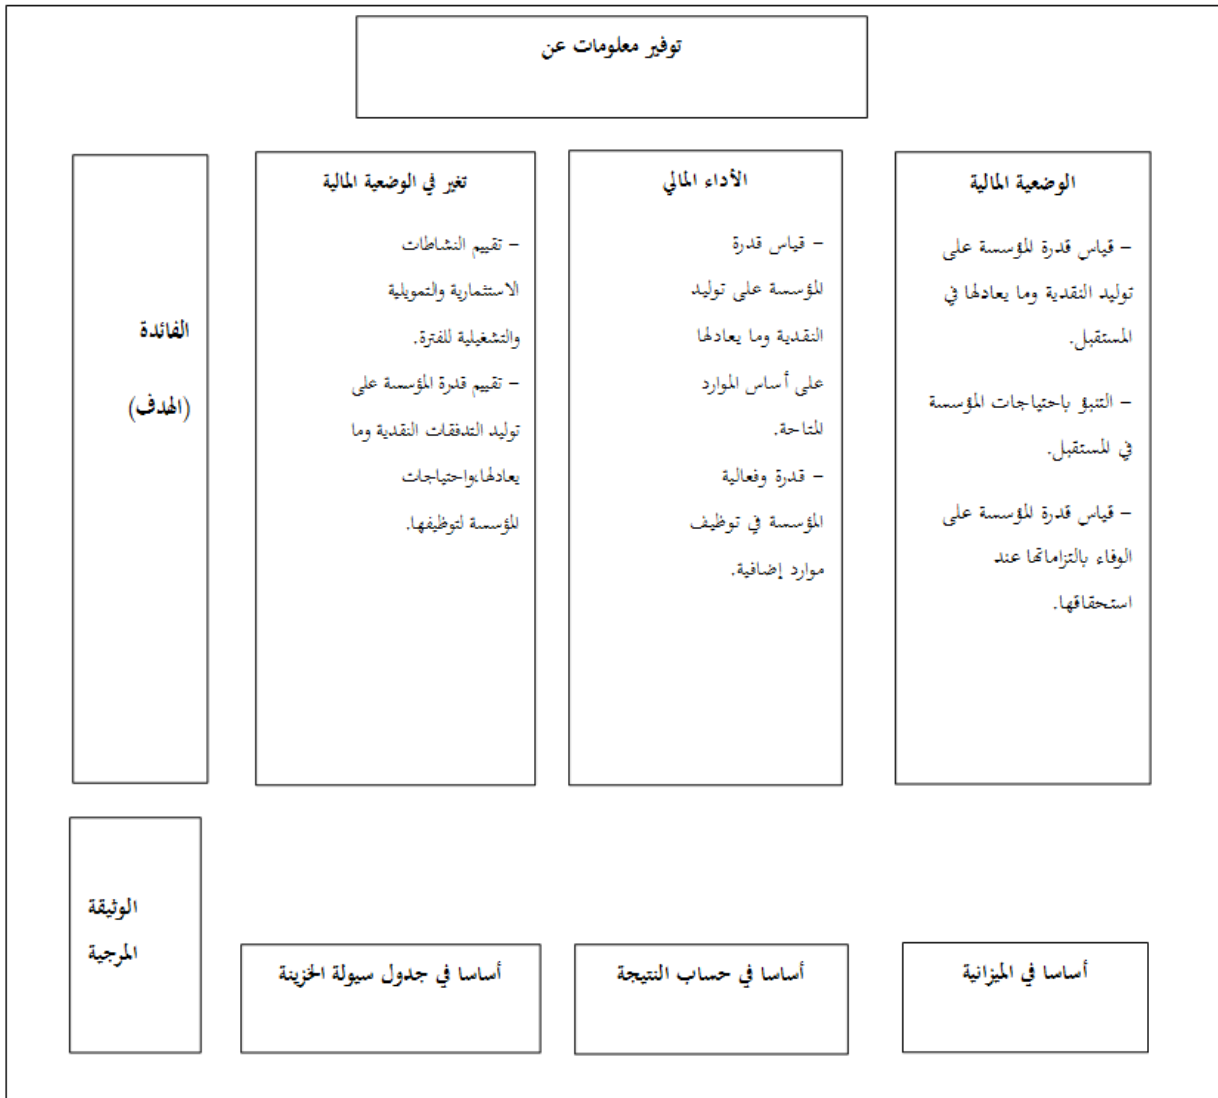 توفير معلومات عن
الوضعية المالية
– قياس قدرة المؤسسة على
توليد النقدية وما يعادلها في
المستقبل.
– التنبؤ باحتياجات المؤسسة
في المستقبل.
– قياس قدرة المؤسسة على
الوفاء بالتزاماتها عند
استحقاقها.
الأداء المالي
– قياس قدرة
المؤسسة على توليد
النقدية وما يعادلها
على أساس الموارد
المتاحة.
– قدرة وفعالية
المؤسسة في توظيف
موارد إضافية.
تغير في الوضعية المالية
– تقييم النشاطات
الاستثمارية والتمويلية
والتشغيلية للفترة.
– تقييم قدرة المؤسسة على
توليد التدفقات النقدية وما
يعادلها،واحتياجات
المؤسسة لتوظيفها.
الفائدة
(الهدف)
أساسا في الميزانية
أساسا في حساب النتيجة
أساسا في جدول سيولة الخزينة
الوثيقة
المرجية